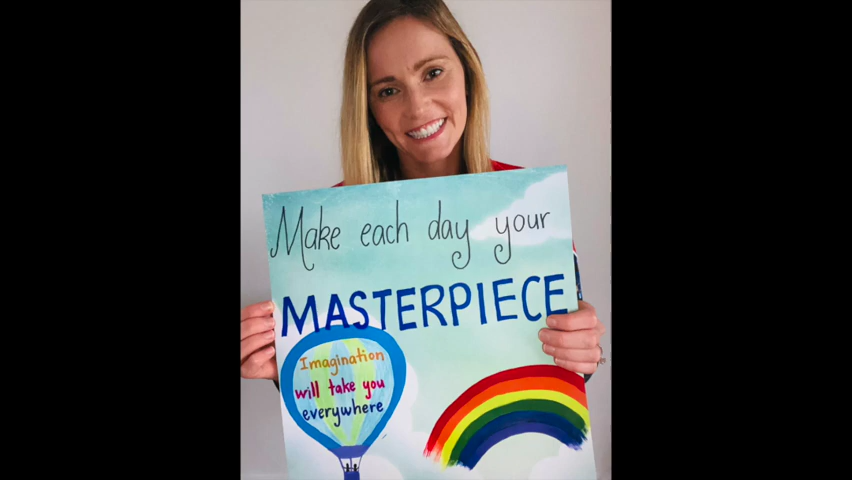 Make each day your
MASTERPIECE
Imagination
will take you
everywhere